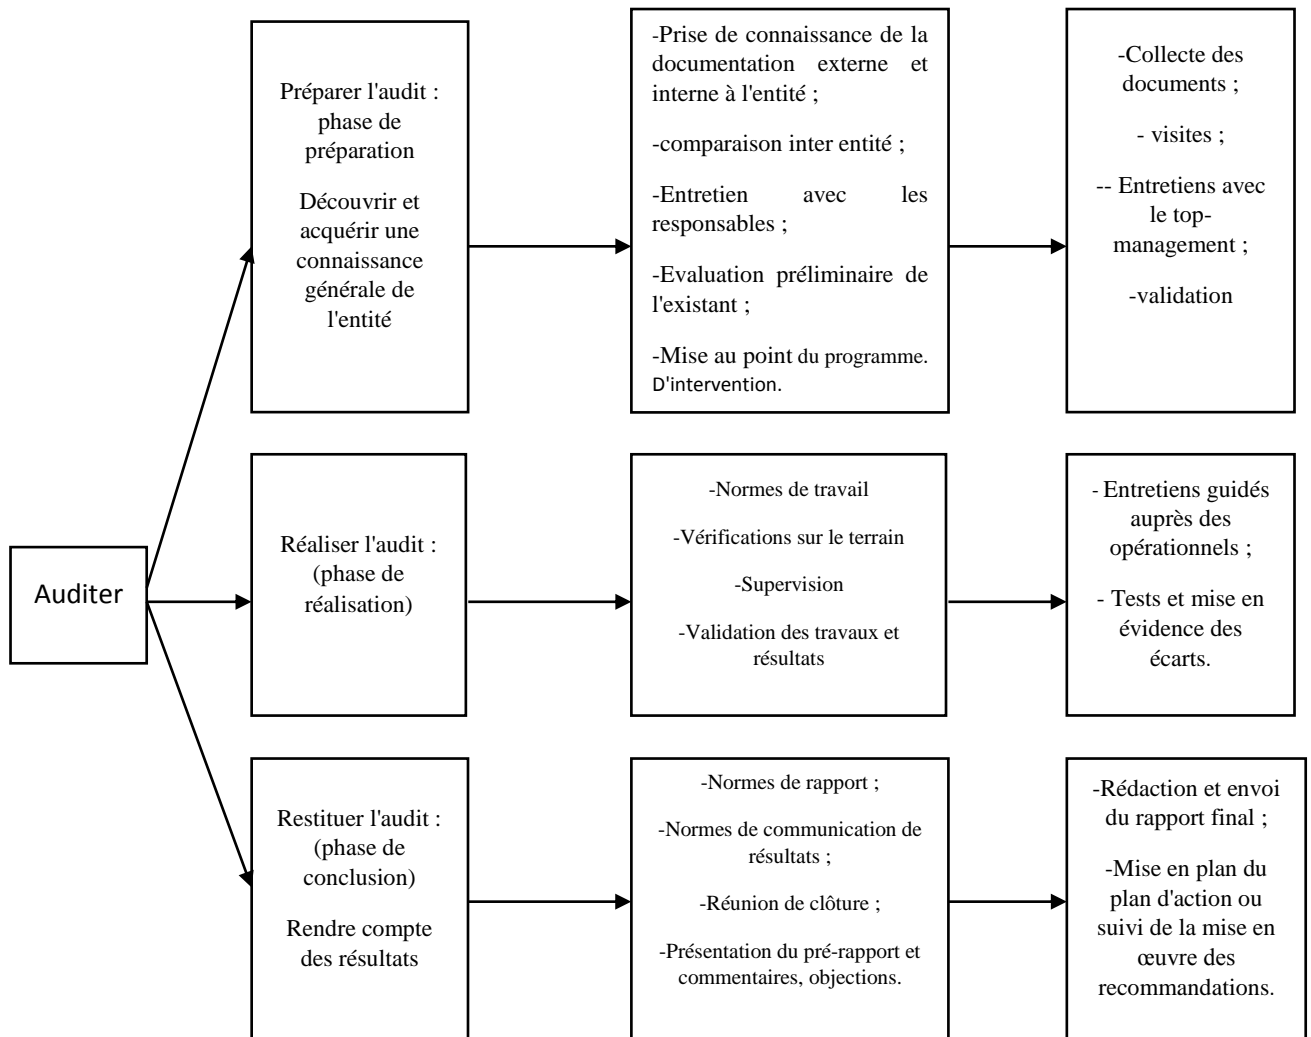 Auditer
Préparer l'audit :
phase de
préparation
Découvrir et
acquérir une
connaissance
générale de
l'entité
-Prise de connaissance de la
documentation externe et
interne à l'entité ;
-comparaison inter entité ;
-Entretien avec les
responsables ;
-Evaluation préliminaire de
l'existant ;
-Mise au point du programme.
D'intervention.
-Collecte des
documents ;
- visites ;
-- Entretiens avec
le top-
management ;
-validation
Réaliser l'audit :
(phase de
réalisation)
-Normes de travail
-Vérifications sur le terrain
-Supervision
-Validation des travaux et
résultats
- Entretiens guidés
auprès des
opérationnels ;
- Tests et mise en
évidence des
écarts.
Restituer l'audit :
(phase de
conclusion)
Rendre compte
des résultats
-Normes de rapport ;
-Normes de communication de
résultats ;
-Réunion de clôture ;
-Présentation du pré-rapport et
commentaires, objections.
-Rédaction et envoi
du rapport final ;
-Mise en plan du
plan d'action ou
suivi de la mise en
œuvre des
recommandations.